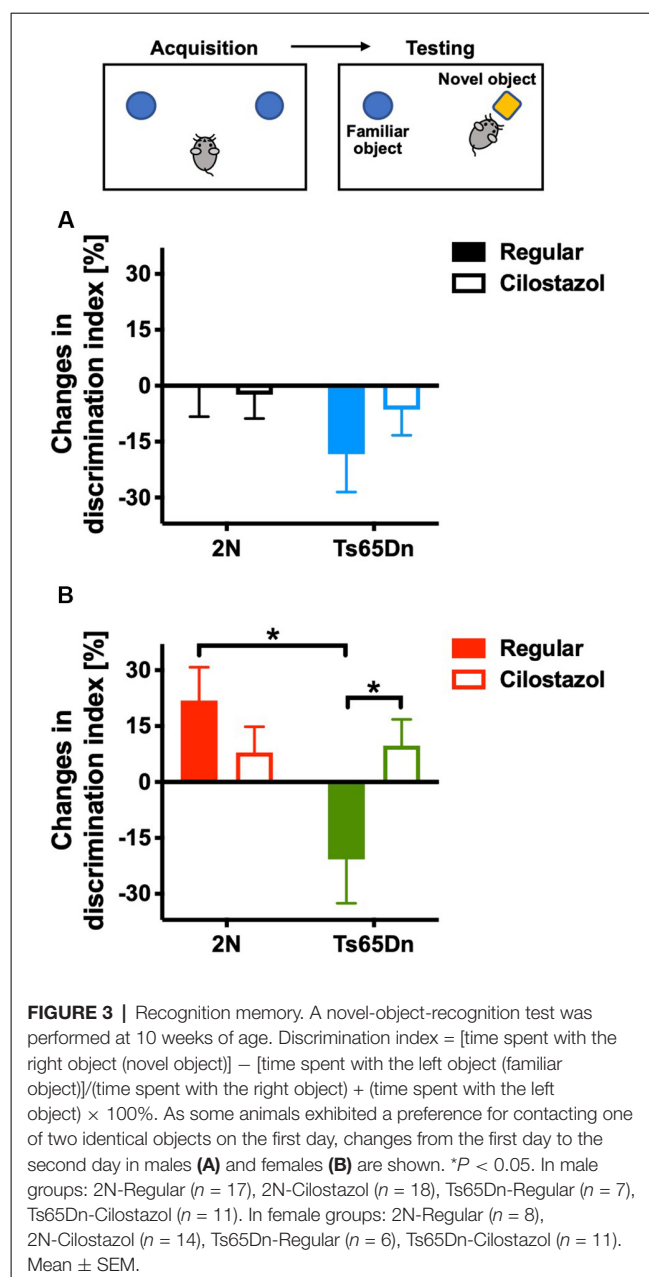 Acquisition
Testing
Novel object
Familiar
object
A
Changes in
discrimination index [%]
30
15
0
-15
-30
2N
Ts65Dn
Regular
Cilostazol
B
Changes in
discrimination index [%]
30
15
0
-15
-30
*
*
2N
Ts65Dn
Regular
Cilostazol
FIGURE 3 | Recognition memory. A novel-object-recognition test was
performed at 10 weeks of age. Discrimination index = [time spent with the
right object (novel object)] − [time spent with the left object (familiar
object)]/(time spent with the right object) + (time spent with the left
object) × 100%. As some animals exhibited a preference for contacting one
of two identical objects on the first day, changes from the first day to the
second day in males (A) and females (B) are shown. *P < 0.05. In male
groups: 2N-Regular (n = 17), 2N-Cilostazol (n = 18), Ts65Dn-Regular (n = 7),
Ts65Dn-Cilostazol (n = 11). In female groups: 2N-Regular (n = 8),
2N-Cilostazol (n = 14), Ts65Dn-Regular (n = 6), Ts65Dn-Cilostazol (n = 11).
Mean ± SEM.